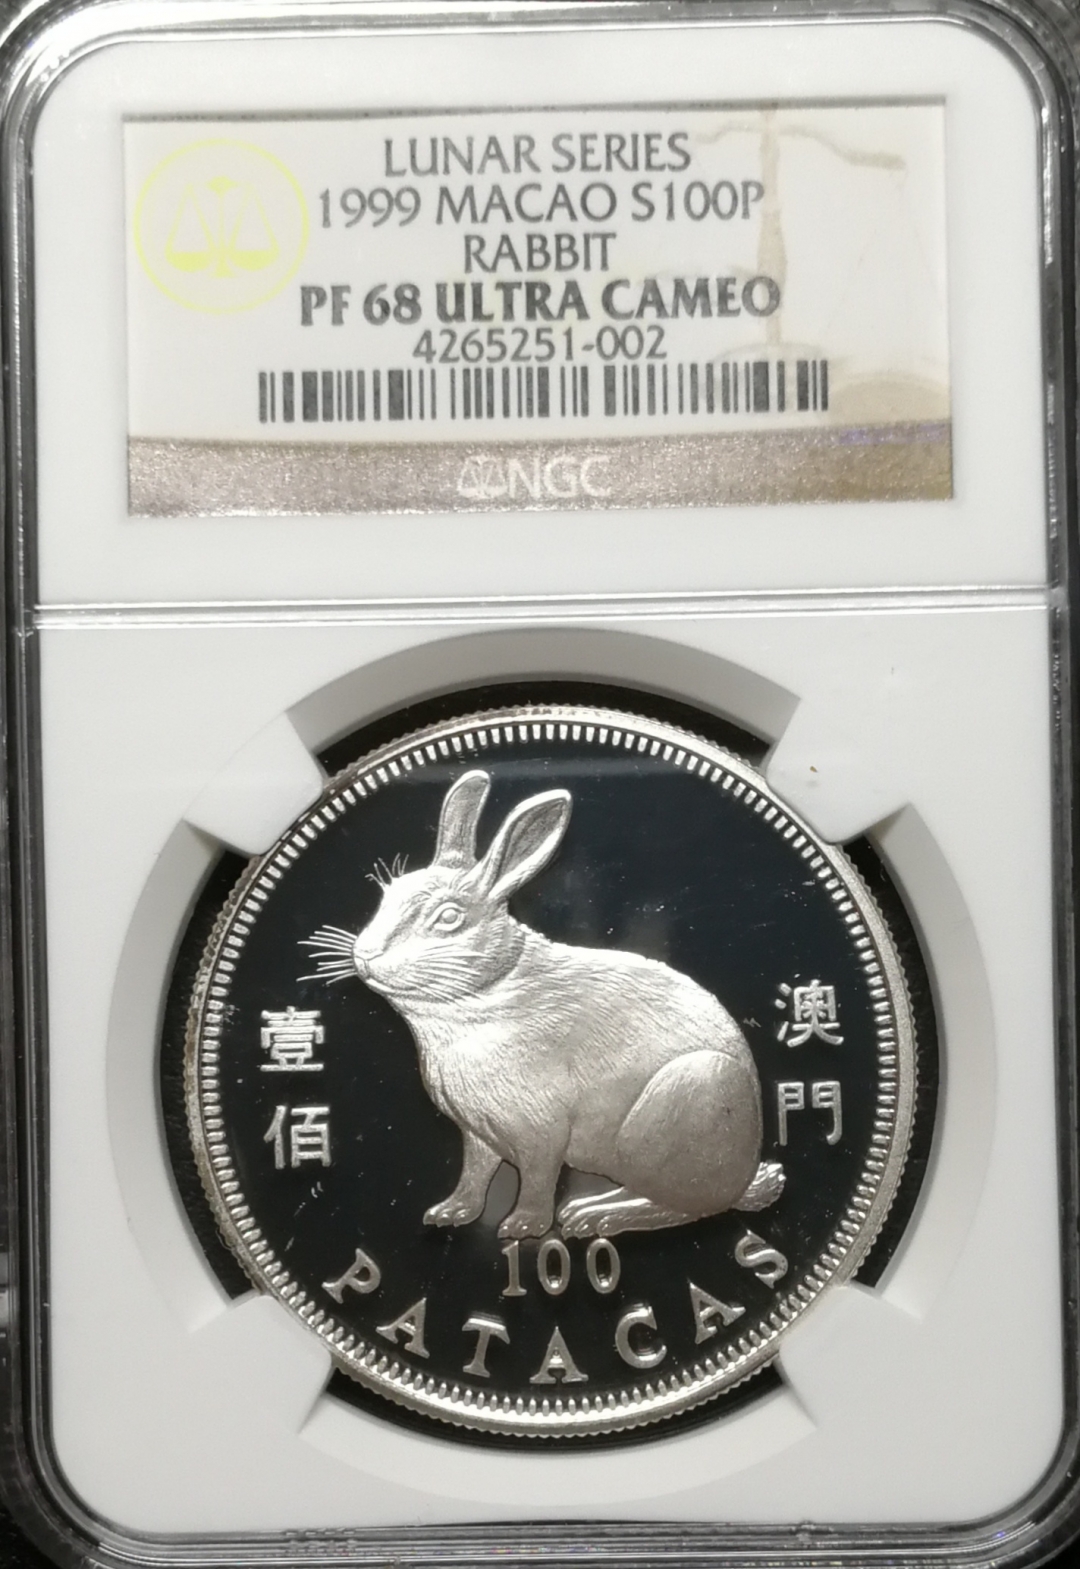 LUNAR SERIES
1999 MACAO S100P
RABBIT
PF 68 ULTRA CAMEO
4265251-002
NGC
壹佰
澳門
100
PATACAS